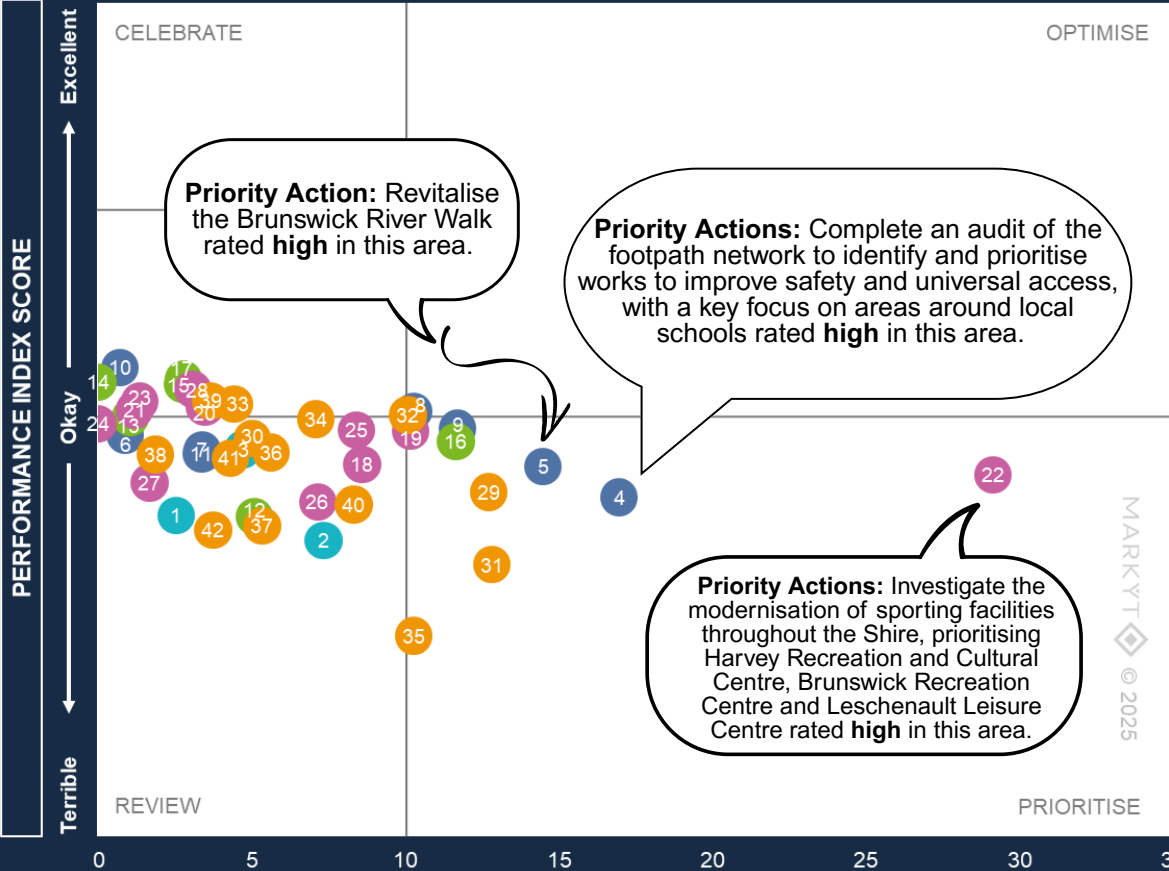 CELEBRATE
OPTIMISE
Excellent
Okay
Terrible
PERFORMANCE INDEX SCORE
Priority Action: Revitalise
the Brunswick River Walk
rated high in this area.
Priority Actions: Complete an audit of the
footpath network to identify and prioritise
works to improve safety and universal access,
with a key focus on areas around local
schools rated high in this area.
10
17
14
15
28
23
39
33
21
20
8
24
13
34
32
9
6
30
25
19
16
7
11
3
38
41
36
18
5
22
27
29
4
26
40
1
12
42
37
2
31
35
Priority Actions: Investigate the
modernisation of sporting facilities
throughout the Shire, prioritising
Harvey Recreation and Cultural
Centre, Brunswick Recreation
Centre and Leschenault Leisure
Centre rated high in this area.
MARKYT © 2025
REVIEW
PRIORITISE
0 5 10 15 20 25 30